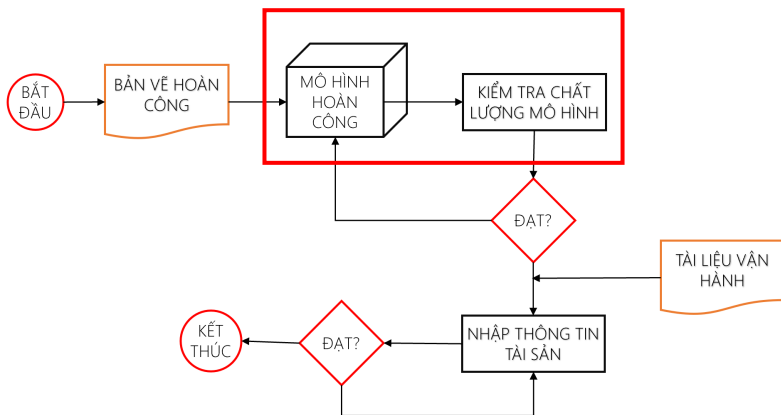 BẮT
ĐẦU
BẢN VẼ HOÀN
CÔNG
MÔ HÌNH
HOÀN
CÔNG
KIỂM TRA CHẤT
LƯỢNG MÔ HÌNH
ĐẠT?
TÀI LIỆU VẬN
HÀNH
NHẬP THÔNG TIN
TÀI SẢN
ĐẠT?
KẾT
THÚC